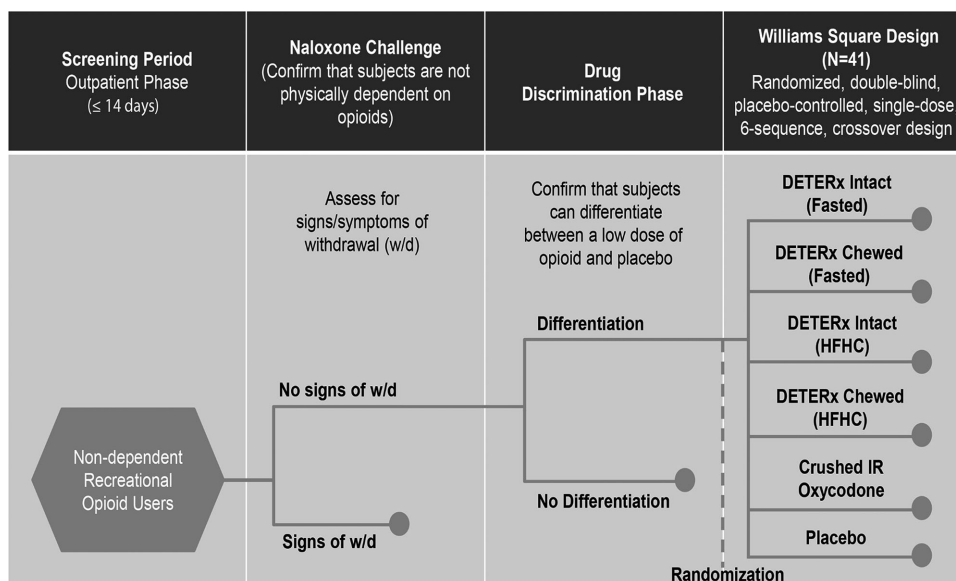 Screening Period
Outpatient Phase
(≤ 14 days)
Naloxone Challenge
(Confirm that subjects are not
physically dependent on
opioids)
Drug
Discrimination Phase
Williams Square Design
(N=41)
Randomized, double-blind,
placebo-controlled, single-dose
6-sequence, crossover design
Non-dependent
Recreational
Opioid Users
Assess for
signs/symptoms of
withdrawal (w/d)
No signs of w/d
Signs of w/d
Confirm that subjects
can differentiate
between a low dose of
opioid and placebo
Differentiation
No Differentiation
DETERx Intact
(Fasted)
DETERx Chewed
(Fasted)
DETERx Intact
(HFHC)
DETERx Chewed
(HFHC)
Crushed IR
Oxycodone
Placebo
Randomization